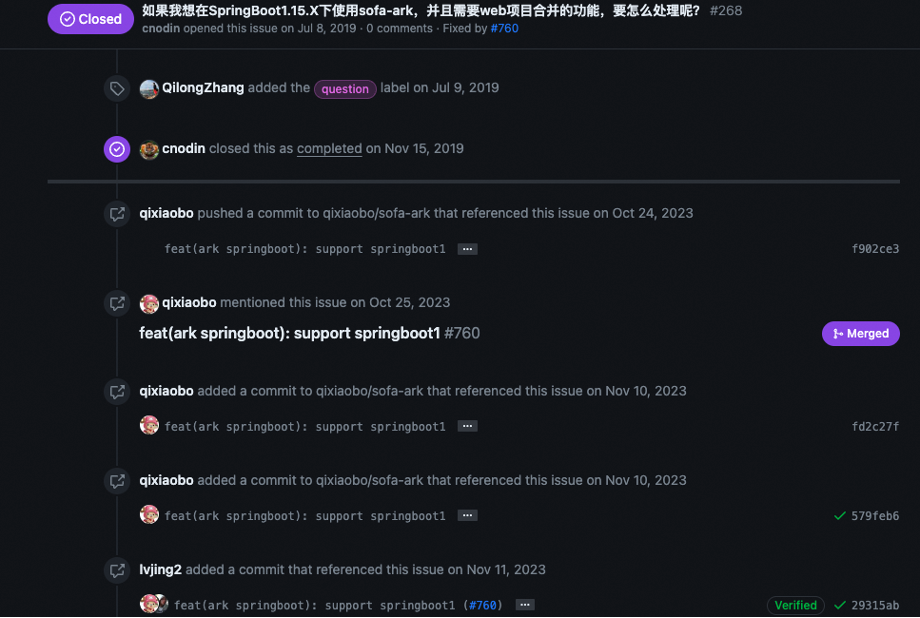 Closed
如果我想在SpringBoot1.15.X下使用sofa-ark，并且需要web项目合并的功能，要怎么处理呢？ #268
cnodin opened this issue on Jul 8, 2019 · 0 comments · Fixed by #760
QilongZhang added the question label on Jul 9, 2019
cnodin closed this as completed on Nov 15, 2019
qixiaobo pushed a commit to qixiaobo/sofa-ark that referenced this issue on Oct 24, 2023
feat(ark springboot): support springboot1 ... f902ce3
qixiaobo mentioned this issue on Oct 25, 2023
feat(ark springboot): support springboot1 #760 Merged
qixiaobo added a commit to qixiaobo/sofa-ark that referenced this issue on Nov 10, 2023
feat(ark springboot): support springboot1 ... fd2c27f
qixiaobo added a commit to qixiaobo/sofa-ark that referenced this issue on Nov 10, 2023
feat(ark springboot): support springboot1 ... 579feb6
lvjing2 added a commit that referenced this issue on Nov 11, 2023
feat(ark springboot): support springboot1 (#760) ... Verified 29315ab